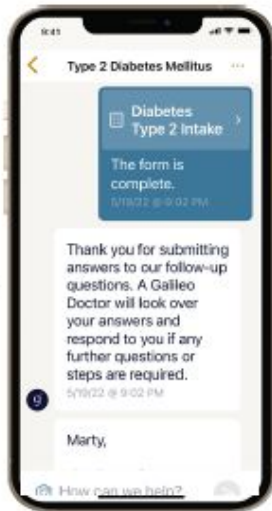 9:41
Type 2 Diabetes Mellitus
Diabetes
Type 2 Intake
The form is
complete.
5/19/22 @ 9:02 PM
Thank you for submitting
answers to our follow-up
questions. A Galileo
Doctor will look over
your answers and
respond to you if any
further questions or
steps are required.
5/19/22 @ 9:02 PM
g
Marty,
How can we help?